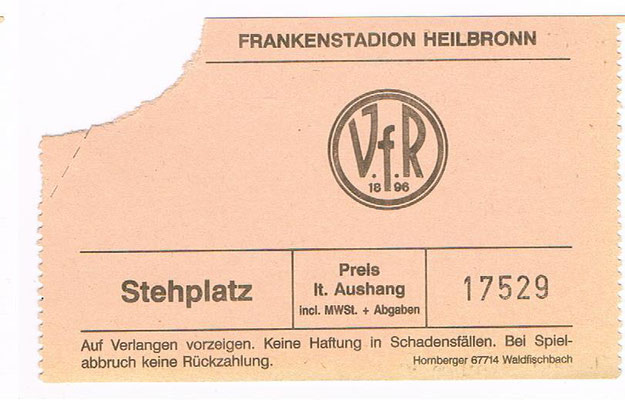 FRANKENSTADION HEILBRONN
V.f.R
18 96
Stehplatz
Preis
lt. Aushang
incl. MWSt. + Abgaben
17529
Auf Verlangen vorzeigen. Keine Haftung in Schadensfällen. Bei Spiel-
abbruch keine Rückzahlung.
Hornberger 67714 Waldfischbach